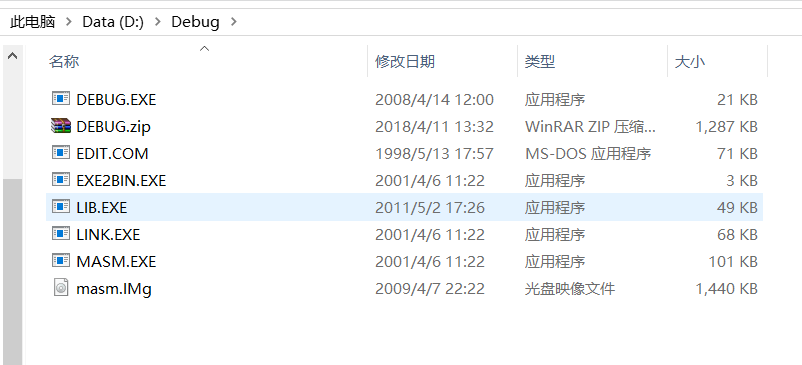 此电脑 > Data (D:) > Debug >
名称 修改日期 类型 大小
DEBUG.EXE 2008/4/14 12:00 应用程序 21 KB
DEBUG.zip 2018/4/11 13:32 WinRAR ZIP 压缩... 1,287 KB
EDIT.COM 1998/5/13 17:57 MS-DOS 应用程序 71 KB
EXE2BIN.EXE 2001/4/6 11:22 应用程序 3 KB
LIB.EXE 2011/5/2 17:26 应用程序 49 KB
LINK.EXE 2001/4/6 11:22 应用程序 68 KB
MASM.EXE 2001/4/6 11:22 应用程序 101 KB
masm.IMg 2009/4/7 22:22 光盘映像文件 1,440 KB